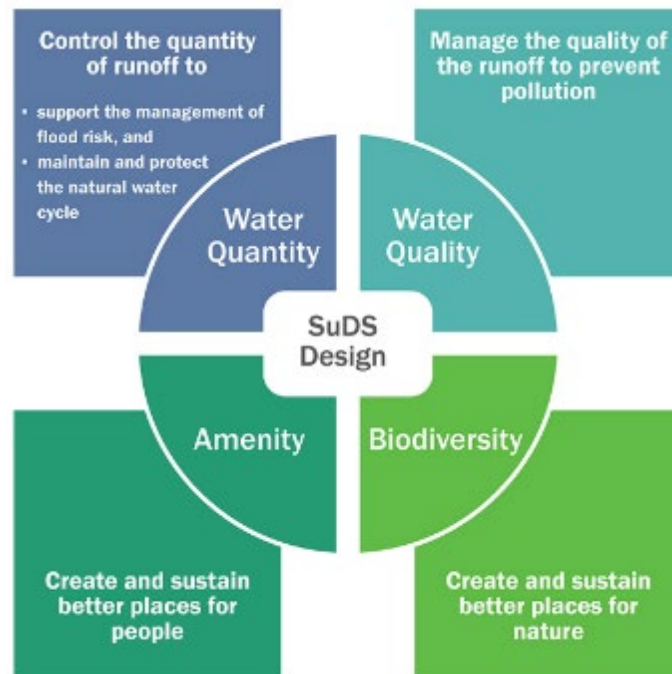 Control the quantity
of runoff to
• support the management of
flood risk, and
• maintain and protect
the natural water
cycle
Manage the quality of
the runoff to prevent
pollution
Water
Quantity
Water
Quality
SuDS
Design
Amenity
Biodiversity
Create and sustain
better places for
people
Create and sustain
better places for
nature